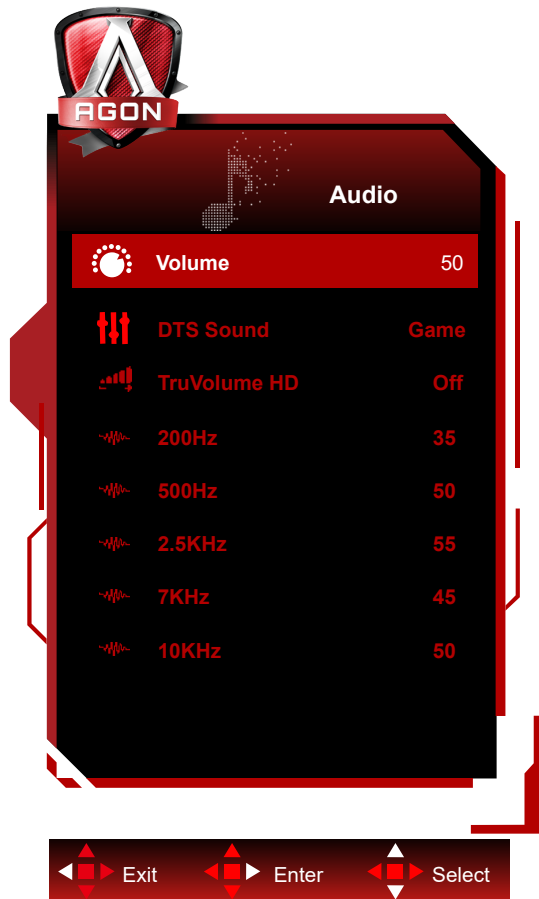 AGON
Audio
Volume 50
DTS Sound Game
TruVolume HD Off
200Hz 35
500Hz 50
2.5KHz 55
7KHz 45
10KHz 50
Exit Enter Select